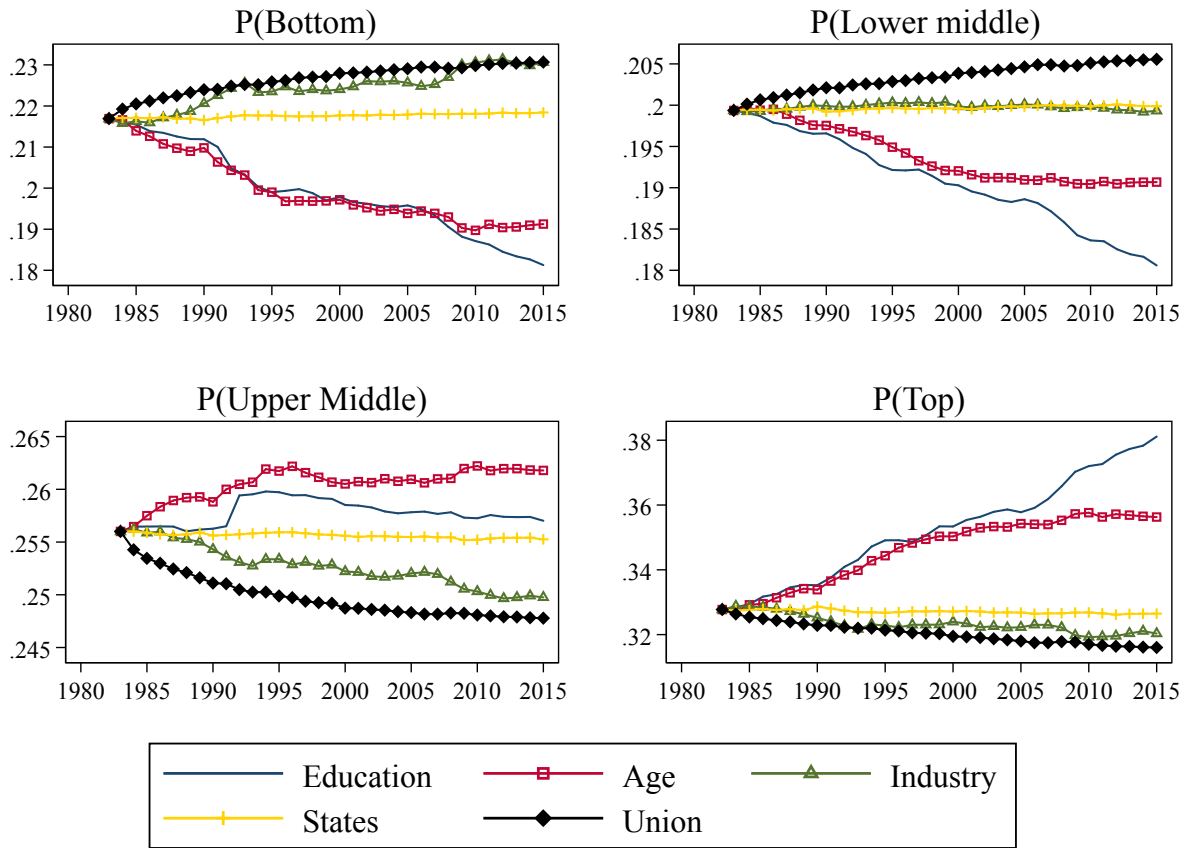 P(Bottom)
.23
.22
.21
.2
.19
.18
1980 1985 1990 1995 2000 2005 2010 2015
P(Lower middle)
.205
.2
.195
.19
.185
.18
1980 1985 1990 1995 2000 2005 2010 2015
P(Upper Middle)
.265
.26
.255
.25
.245
1980 1985 1990 1995 2000 2005 2010 2015
P(Top)
.38
.36
.34
.32
1980 1985 1990 1995 2000 2005 2010 2015
Education Age Industry
States Union